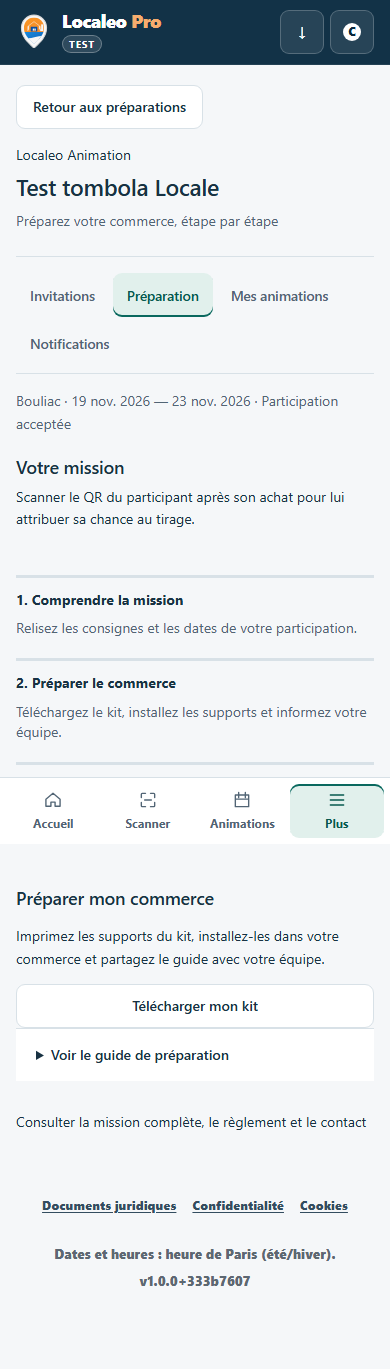 Localeo Pro
TEST
↓
C
Retour aux préparations
Localeo Animation
Test tombola Locale
Préparez votre commerce, étape par étape
Invitations
Préparation
Mes animations
Notifications
Bouliac · 19 nov. 2026 — 23 nov. 2026 · Participation
acceptée
Votre mission
Scanner le QR du participant après son achat pour lui
attribuer sa chance au tirage.
1. Comprendre la mission
Relisez les consignes et les dates de votre participation.
2. Préparer le commerce
Téléchargez le kit, installez les supports et informez votre
équipe.
Accueil
Scanner
Animations
Plus
Préparer mon commerce
Imprimez les supports du kit, installez-les dans votre
commerce et partagez le guide avec votre équipe.
Télécharger mon kit
▶ Voir le guide de préparation
Consulter la mission complète, le règlement et le contact
Documents juridiques
Confidentialité
Cookies
Dates et heures : heure de Paris (été/hiver).
v1.0.0+333b7607